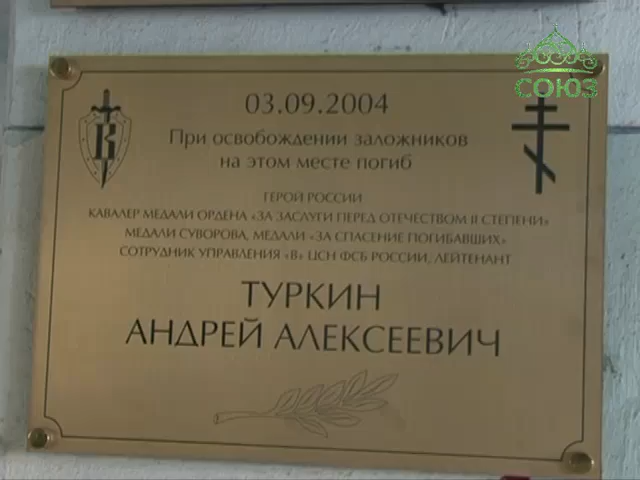 СОЮЗ
03.09.2004
При освобождении заложников
на этом месте погиб
ГЕРОЙ РОССИИ
КАВАЛЕР МЕДАЛИ ОРДЕНА «ЗА ЗАСЛУГИ ПЕРЕД ОТЕЧЕСТВОМ II СТЕПЕНИ»
МЕДАЛИ СУВОРОВА, МЕДАЛИ «ЗА СПАСЕНИЕ ПОГИБАВШИХ»
СОТРУДНИК УПРАВЛЕНИЯ «В» ЦСН ФСБ РОССИИ, ЛЕЙТЕНАНТ
ТУРКИН
АНДРЕЙ АЛЕКСЕЕВИЧ
В